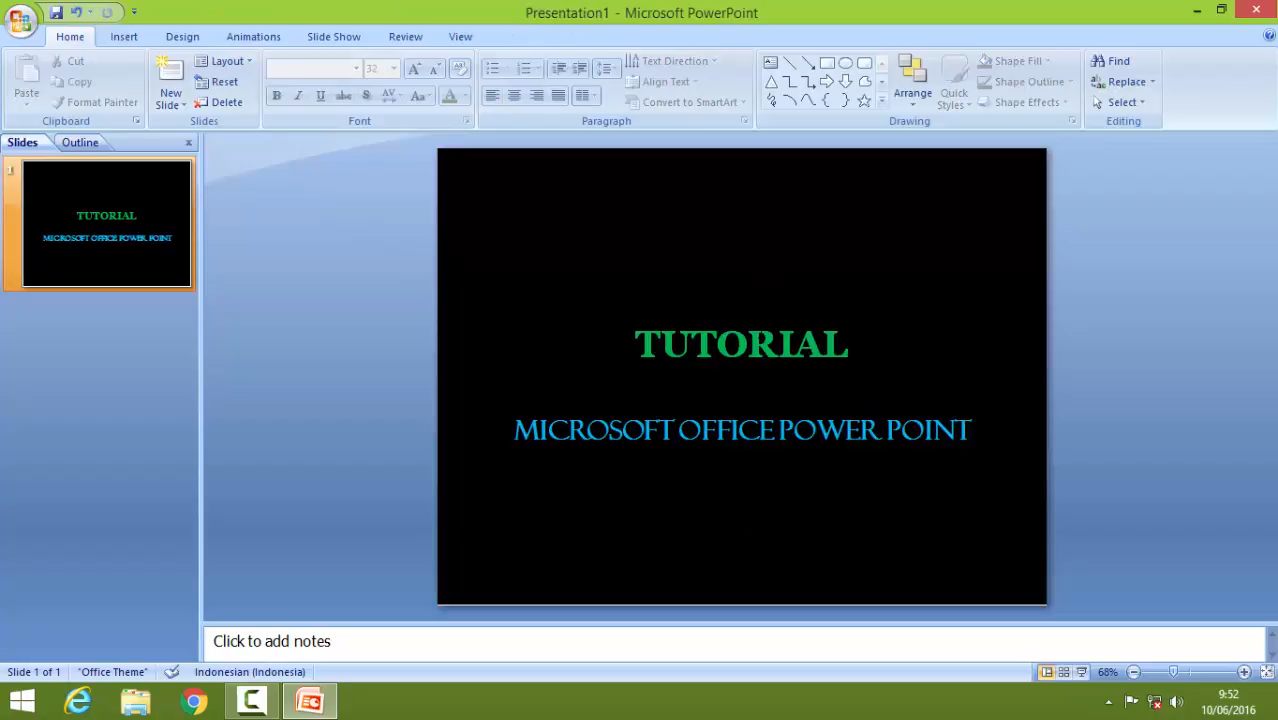 Presentation1 - Microsoft PowerPoint
Home Insert Design Animations Slide Show Review View
Paste Cut Copy Format Painter
Clipboard
New Slide Layout Reset Delete
Slides
32
B I U abc S AV Aa A
Font
Text Direction
Align Text
Convert to SmartArt
Paragraph
Arrange Quick Styles Shape Fill Shape Outline Shape Effects
Drawing
Find
Replace
Select
Editing
Slides Outline
1
TUTORIAL
MICROSOFT OFFICE POWER POINT
TUTORIAL
MICROSOFT OFFICE POWER POINT
Click to add notes
Slide 1 of 1 "Office Theme" Indonesian (Indonesia) 68%
9:52
10/06/2016